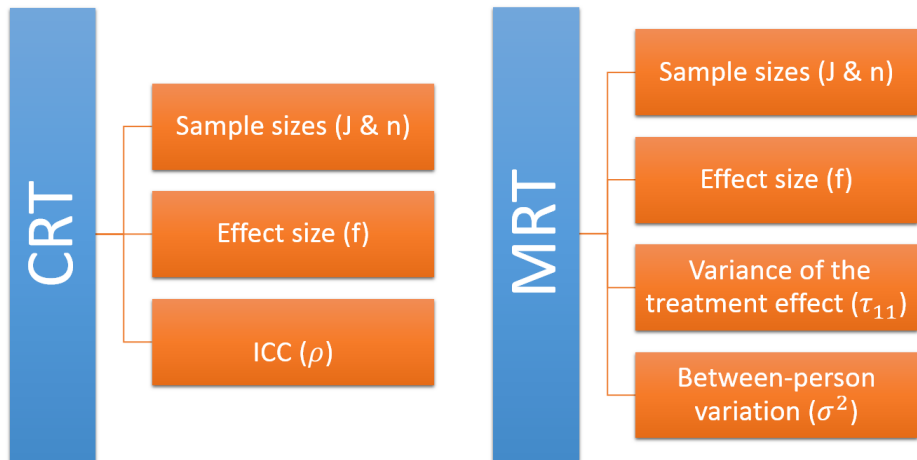 CRT
Sample sizes (J & n)
Effect size (f)
ICC (ρ)
MRT
Sample sizes (J & n)
Effect size (f)
Variance of the
treatment effect (τ₁₁)
Between-person
variation (σ²)